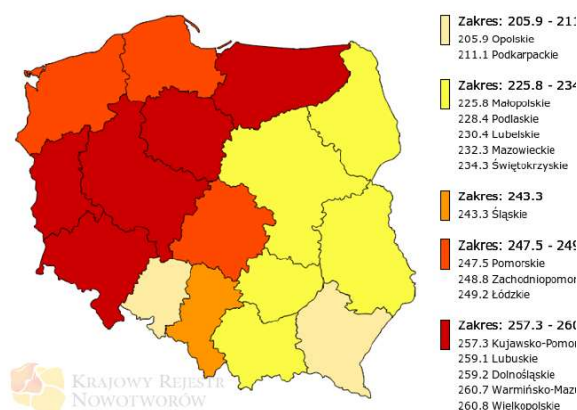 Zakres: 205.9 - 211
205.9 Opolskie
211.1 Podkarpackie
Zakres: 225.8 - 234
225.8 Małopolskie
228.4 Podlaskie
230.4 Lubelskie
232.3 Mazowieckie
234.3 Świętokrzyskie
Zakres: 243.3
243.3 Śląskie
Zakres: 247.5 - 249
247.5 Pomorskie
248.8 Zachodniopomor
249.2 Łódzkie
Zakres: 257.3 - 260
257.3 Kujawsko-Pomor
259.1 Lubuskie
259.2 Dolnośląskie
260.7 Warmińsko-Mazu
260.8 Wielkopolskie
KRAJOWY REJESTR
NOWOTWORÓW